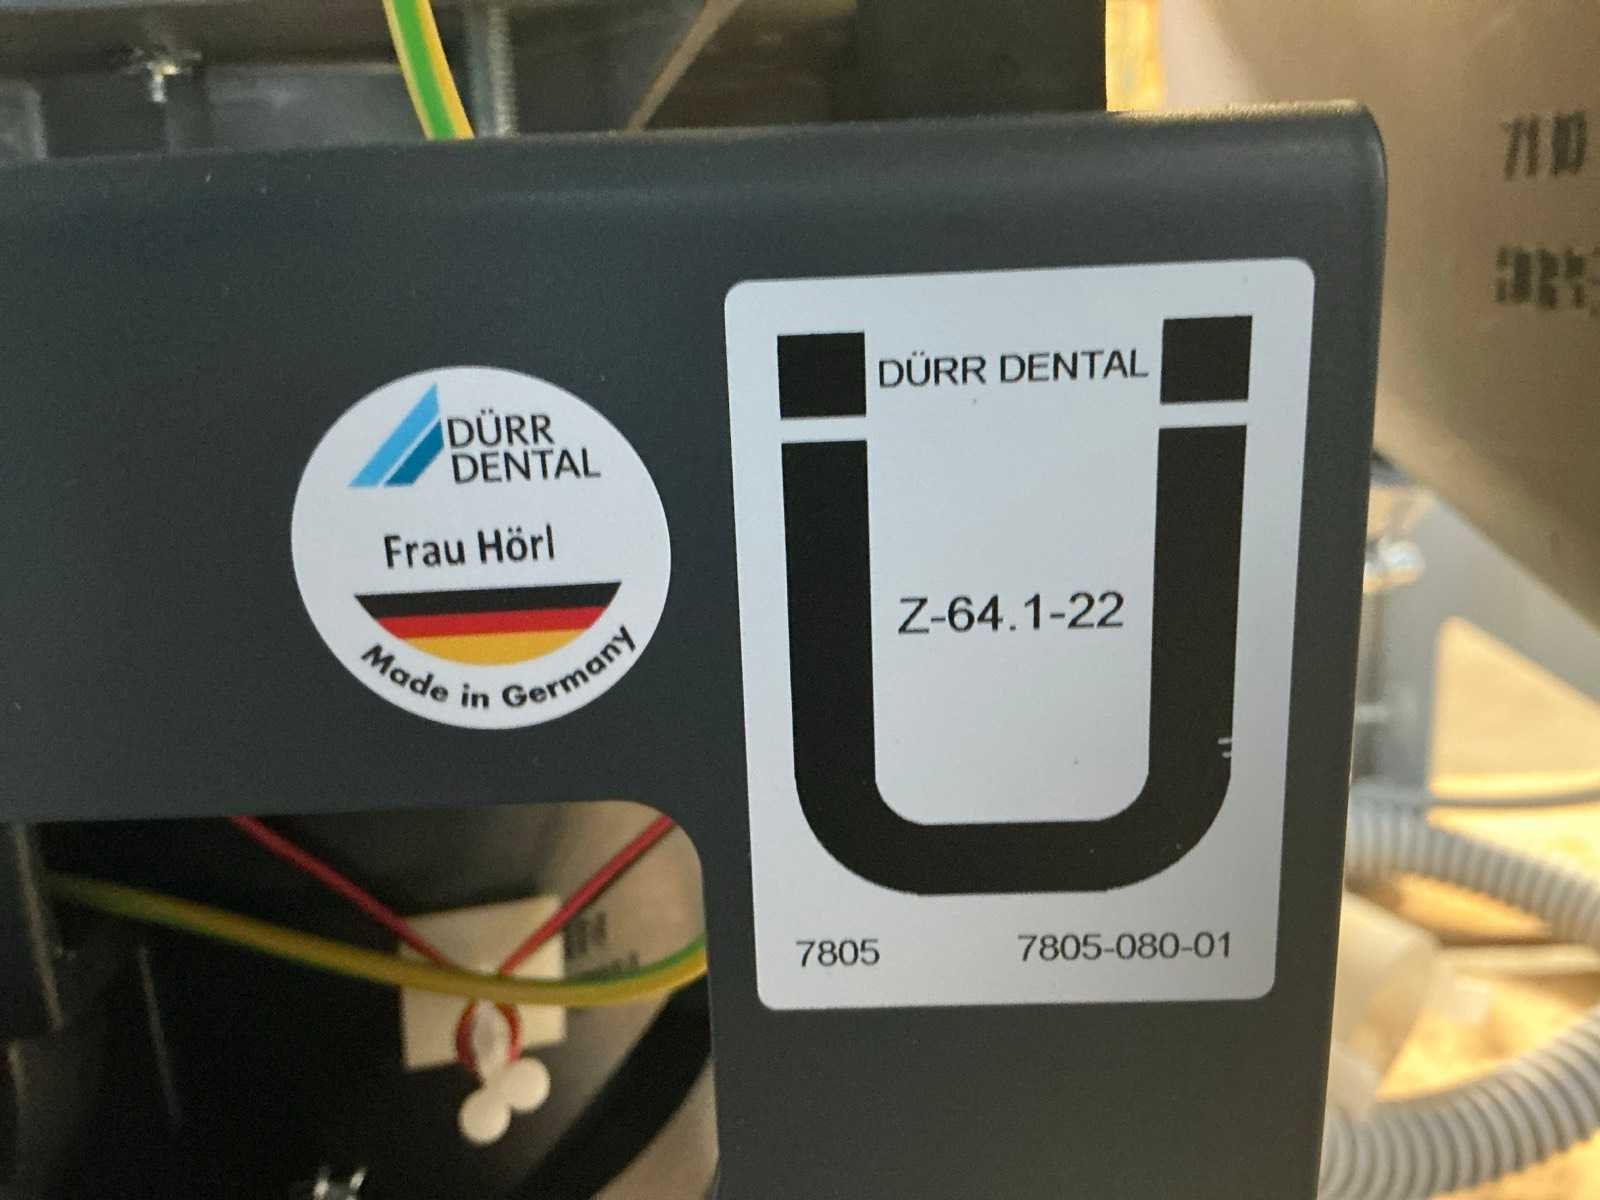 DÜRR
DENTAL
Frau Hörl
Made in Germany
DÜRR DENTAL
Z-64.1-22
7805 7805-080-01